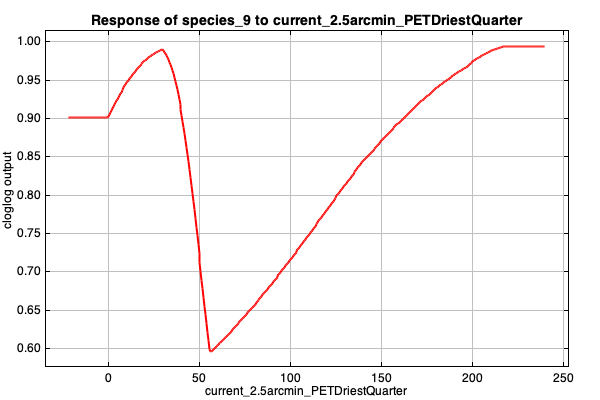 Response of species_9 to current_2.5arcmin_PETDriestQuarter
1.00
0.95
0.90
0.85
0.80
0.75
0.70
0.65
0.60
cloglog output
0 50 100 150 200 250
current_2.5arcmin_PETDriestQuarter